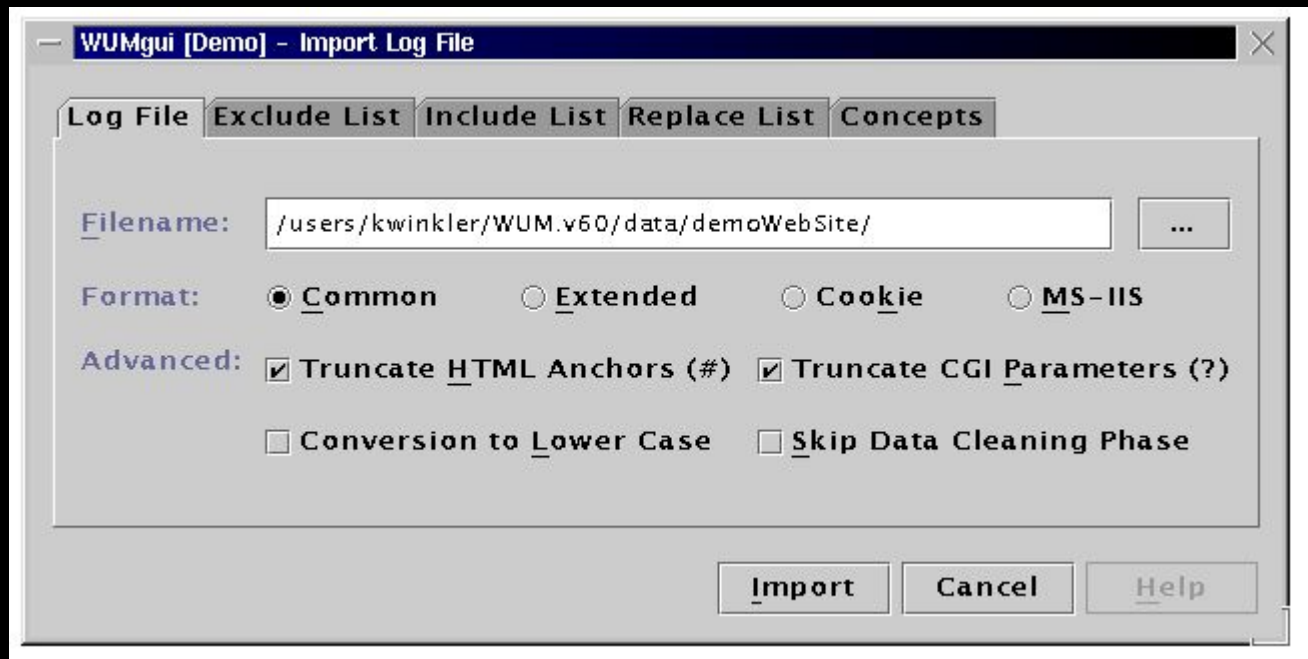 WUMgui [Demo] - Import Log File
Log File Exclude List Include List Replace List Concepts
Filename: /users/kwinkler/WUM.v60/data/demoWebSite/ ...
Format: Common Extended Cookie MS-IIS
Advanced: Truncate HTML Anchors (#) Truncate CGI Parameters (?)
Conversion to Lower Case Skip Data Cleaning Phase
Import Cancel Help